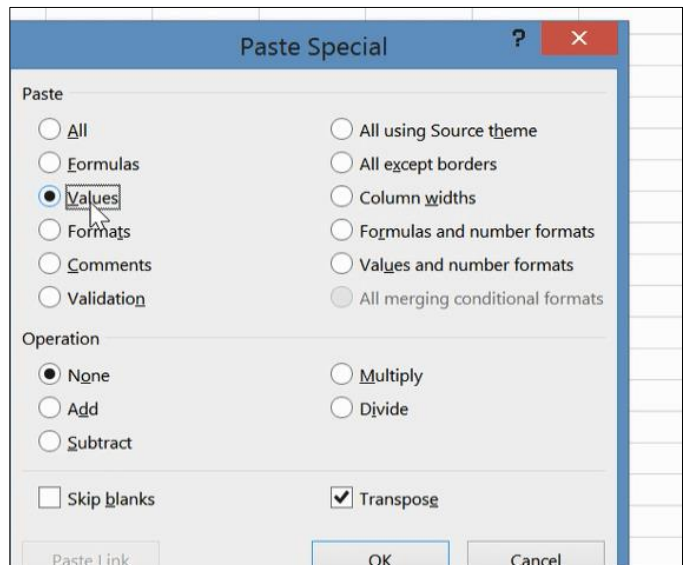 Paste Special ?
Paste
All All using Source theme
Formulas All except borders
Values Column widths
Formats Formulas and number formats
Comments Values and number formats
Validation All merging conditional formats
Operation
None Multiply
Add Divide
Subtract
Skip blanks Transpose
Paste Link OK Cancel